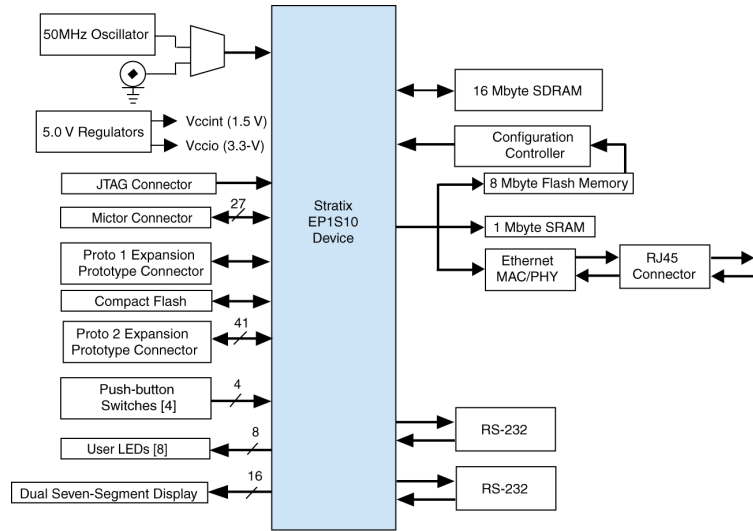 50MHz Oscillator
5.0 V Regulators
Vccint (1.5 V)
Vccio (3.3-V)
JTAG Connector
Mictor Connector
27
Proto 1 Expansion
Prototype Connector
Compact Flash
Proto 2 Expansion
Prototype Connector
41
Push-button
Switches [4]
4
User LEDs [8]
8
Dual Seven-Segment Display
16
Stratix
EP1S10
Device
16 Mbyte SDRAM
Configuration
Controller
8 Mbyte Flash Memory
1 Mbyte SRAM
Ethernet
MAC/PHY
RJ45
Connector
RS-232
RS-232